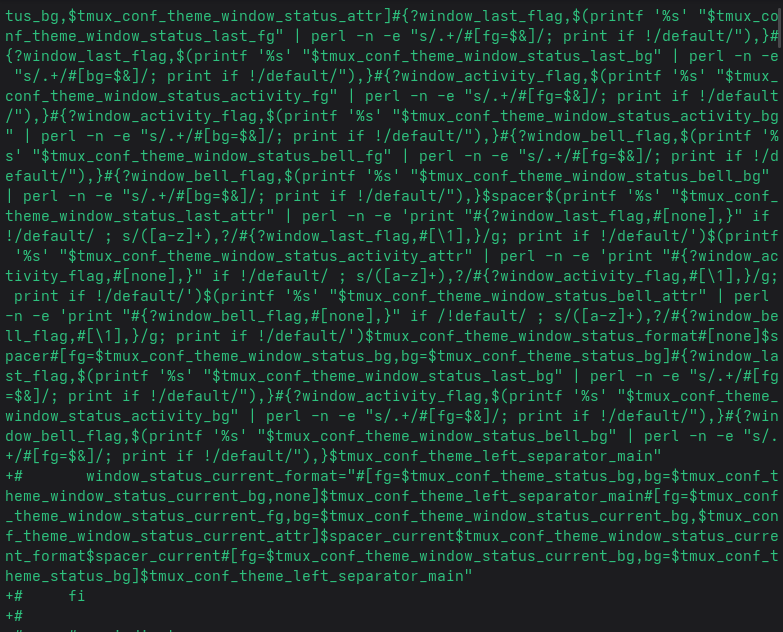 tus_bg,$tmux_conf_theme_window_status_attr]#{?window_last_flag,$(printf '%s' "$tmux_co
nf_theme_window_status_last_fg" | perl -n -e "s/.+/#[fg=$&]/; print if !/default/"),}#
{?window_last_flag,$(printf '%s' "$tmux_conf_theme_window_status_last_bg" | perl -n -e
 "s/.+/#[bg=$&]/; print if !/default/"),}#{?window_activity_flag,$(printf '%s' "$tmux_
conf_theme_window_status_activity_fg" | perl -n -e "s/.+/#[fg=$&]/; print if !/default
/"),}#{?window_activity_flag,$(printf '%s' "$tmux_conf_theme_window_status_activity_bg
" | perl -n -e "s/.+/#[bg=$&]/; print if !/default/"),}#{?window_bell_flag,$(printf '%
s' "$tmux_conf_theme_window_status_bell_fg" | perl -n -e "s/.+/#[fg=$&]/; print if !/d
efault/"),}#{?window_bell_flag,$(printf '%s' "$tmux_conf_theme_window_status_bell_bg"
| perl -n -e "s/.+/#[bg=$&]/; print if !/default/"),}$spacer$(printf '%s' "$tmux_conf_
theme_window_status_last_attr" | perl -n -e 'print "#{?window_last_flag,#[none],}" if
!/default/ ; s/([a-z]+),?/#{?window_last_flag,#[\1],}/g; print if !/default/')$(printf
 '%s' "$tmux_conf_theme_window_status_activity_attr" | perl -n -e 'print "#{?window_ac
tivity_flag,#[none],}" if !/default/ ; s/([a-z]+),?/#{?window_activity_flag,#[\1],}/g;
 print if !/default/')$(printf '%s' "$tmux_conf_theme_window_status_bell_attr" | perl
-n -e 'print "#{?window_bell_flag,#[none],}" if /!default/ ; s/([a-z]+),?/#{?window_be
ll_flag,#[\1],}/g; print if !/default/')$tmux_conf_theme_window_status_format#[none]$s
pacer#[fg=$tmux_conf_theme_window_status_bg,bg=$tmux_conf_theme_status_bg]#{?window_la
st_flag,$(printf '%s' "$tmux_conf_theme_window_status_last_bg" | perl -n -e "s/.+/#[fg
=$&]/; print if !/default/"),}#{?window_activity_flag,$(printf '%s' "$tmux_conf_theme_
window_status_activity_bg" | perl -n -e "s/.+/#[fg=$&]/; print if !/default/"),}#{?win
dow_bell_flag,$(printf '%s' "$tmux_conf_theme_window_status_bell_bg" | perl -n -e "s/.
+/#[fg=$&]/; print if !/default/"),}$tmux_conf_theme_left_separator_main"
+#       window_status_current_format="#[fg=$tmux_conf_theme_status_bg,bg=$tmux_conf_t
heme_window_status_current_bg,none]$tmux_conf_theme_left_separator_main#[fg=$tmux_conf
_theme_window_status_current_fg,bg=$tmux_conf_theme_window_status_current_bg,$tmux_con
f_theme_window_status_current_attr]$spacer_current$tmux_conf_theme_window_status_curre
nt_format$spacer_current#[fg=$tmux_conf_theme_window_status_current_bg,bg=$tmux_conf_t
heme_status_bg]$tmux_conf_theme_left_separator_main"
+#     fi
+#